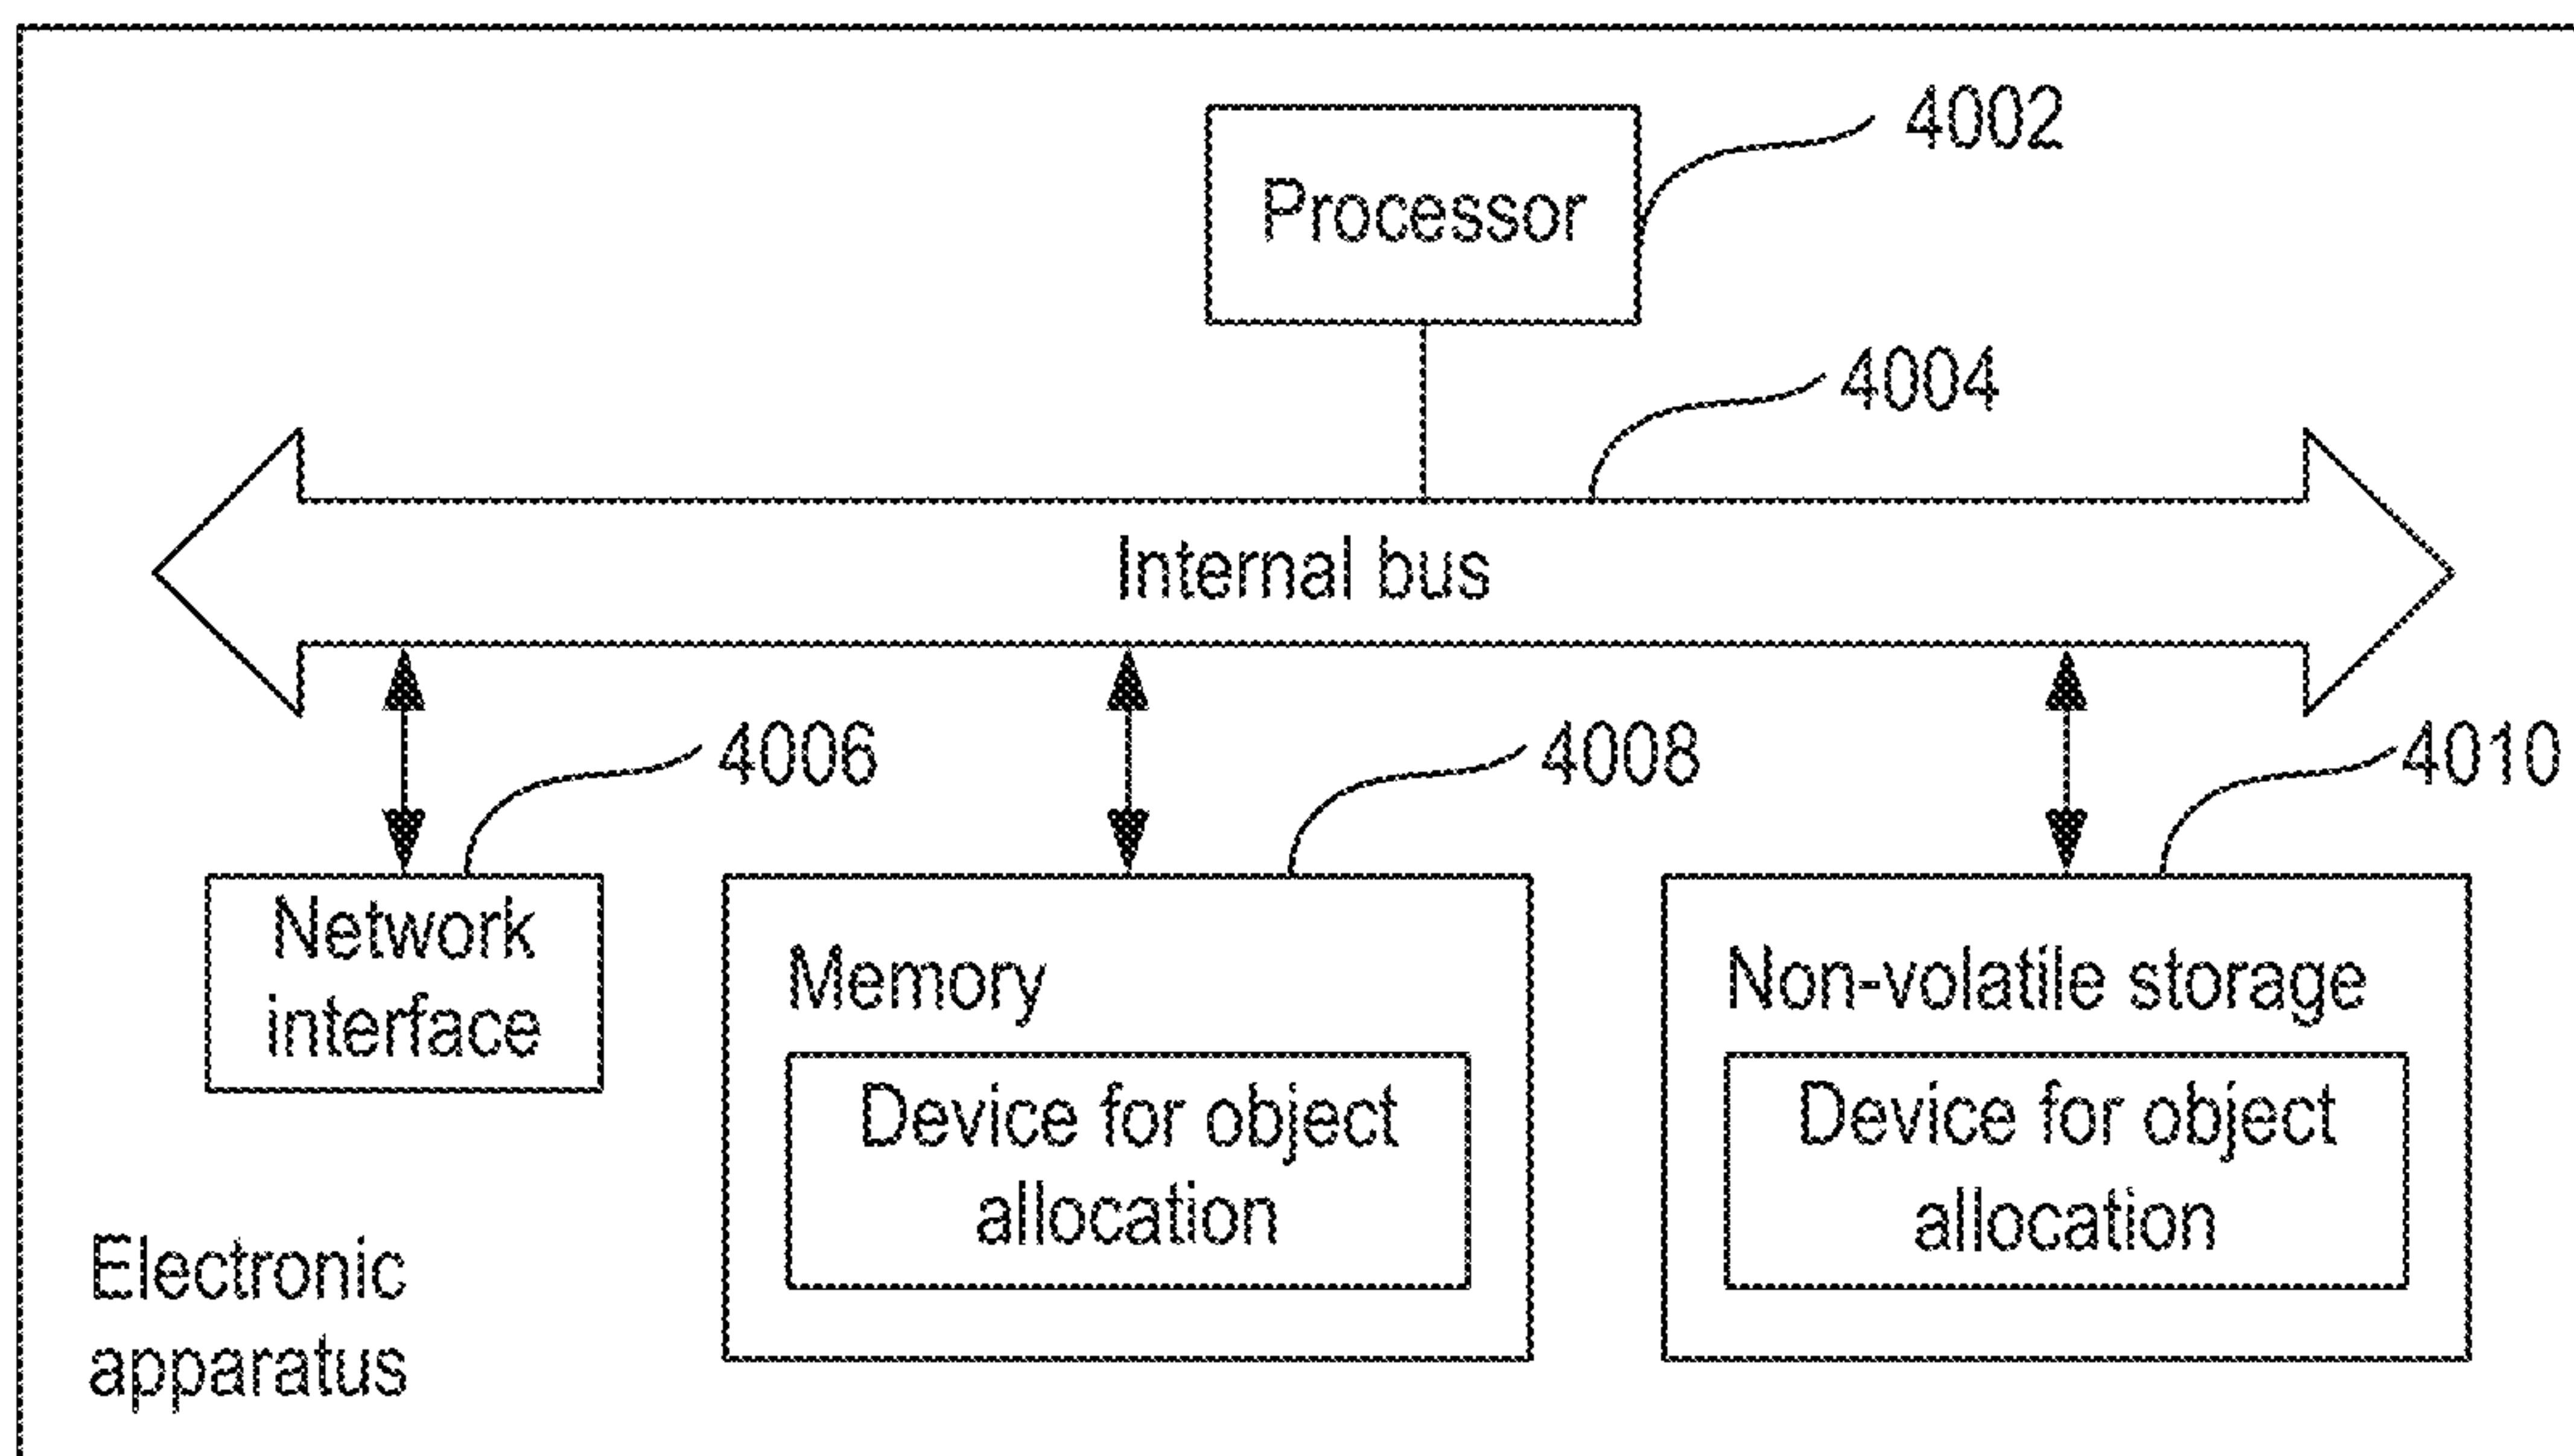 4002
Processor
4004
Internal bus
4006
4008
4010
Network
interface
Memory
Device for object
allocation
Non-volatile storage
Device for object
allocation
Electronic
apparatus